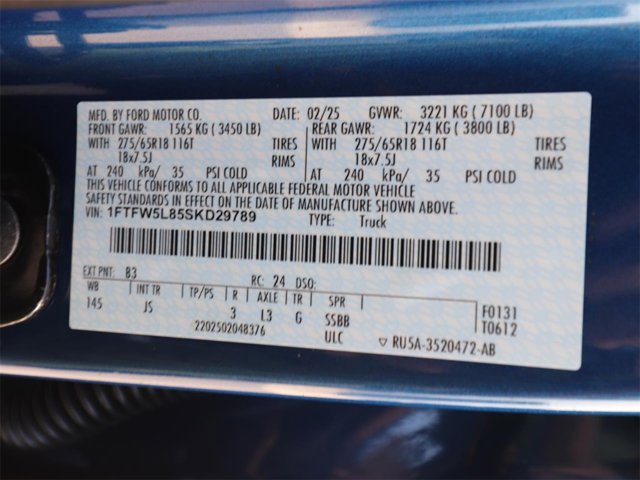 MFD. BY FORD MOTOR CO. DATE: 02/25 GVWR: 3221 KG ( 7100 LB)
FRONT GAWR: 1565 KG ( 3450 LB) REAR GAWR: 1724 KG ( 3800 LB)
WITH 275/65R18 116T TIRES WITH 275/65R18 116T TIRES
18x7.5J RIMS 18x7.5J RIMS
AT 240 kPa/ 35 PSI COLD AT 240 kPa/ 35 PSI COLD
THIS VEHICLE CONFORMS TO ALL APPLICABLE FEDERAL MOTOR VEHICLE
SAFETY STANDARDS IN EFFECT ON THE DATE OF MANUFACTURE SHOWN ABOVE.
VIN: 1FTFW5L85SKD29789 TYPE: Truck
EXT PNT: B3 RC: 24 DSO:
WB INT TR TP/PS R AXLE TR SPR
145 JS 3 L3 G SSBB F0131
2202502048376 ULC T0612
RU5A-3520472-AB